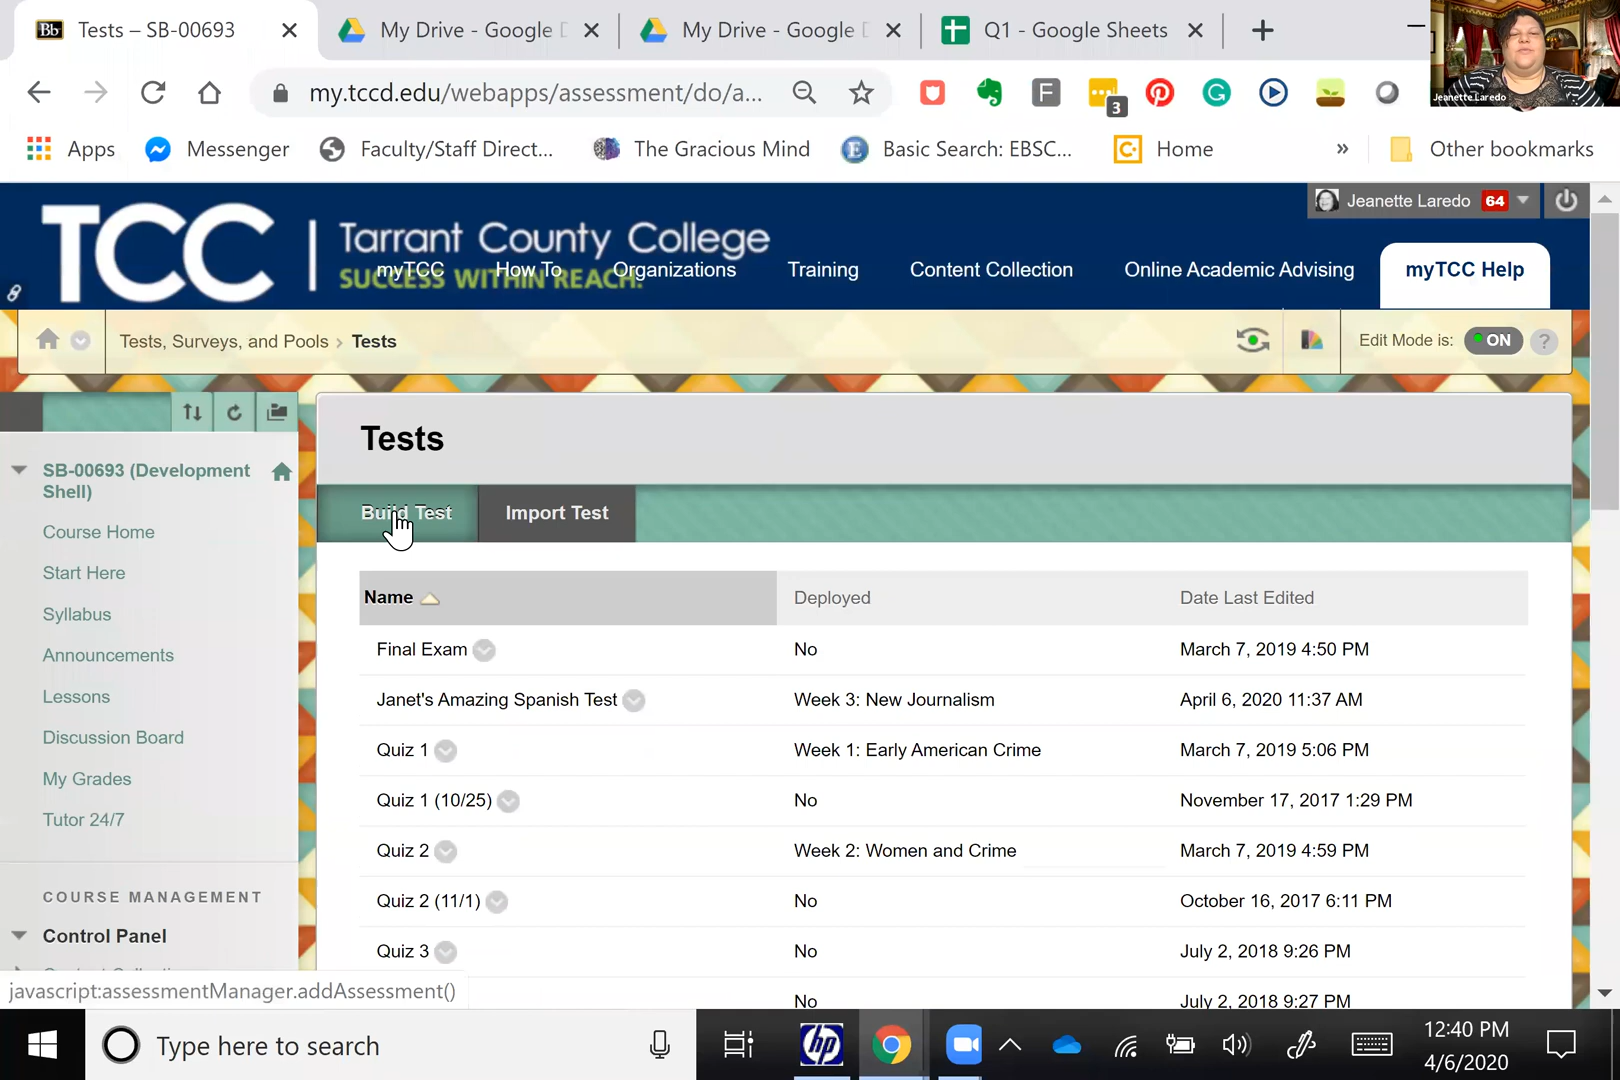 Tests – SB-00693
My Drive - Google D
My Drive - Google D
Q1 - Google Sheets
Jeanette Laredo
my.tccd.edu/webapps/assessment/do/a...
3
Apps
Messenger
Faculty/Staff Direct...
The Gracious Mind
Basic Search: EBSC...
Home
»
Other bookmarks
Jeanette Laredo 64
TCC
Tarrant County College
SUCCESS WITHIN REACH.
myTCC
How To
Organizations
Training
Content Collection
Online Academic Advising
myTCC Help
Tests, Surveys, and Pools > Tests
Edit Mode is: ON ?
SB-00693 (Development
Shell)
Course Home
Start Here
Syllabus
Announcements
Lessons
Discussion Board
My Grades
Tutor 24/7
COURSE MANAGEMENT
Control Panel
Tests
Build Test
Import Test
Name Deployed Date Last Edited
Final Exam No March 7, 2019 4:50 PM
Janet's Amazing Spanish Test Week 3: New Journalism April 6, 2020 11:37 AM
Quiz 1 Week 1: Early American Crime March 7, 2019 5:06 PM
Quiz 1 (10/25) No November 17, 2017 1:29 PM
Quiz 2 Week 2: Women and Crime March 7, 2019 4:59 PM
Quiz 2 (11/1) No October 16, 2017 6:11 PM
Quiz 3 No July 2, 2018 9:26 PM
No July 2, 2018 9:27 PM
javascript:assessmentManager.addAssessment()
Type here to search
hp
12:40 PM
4/6/2020